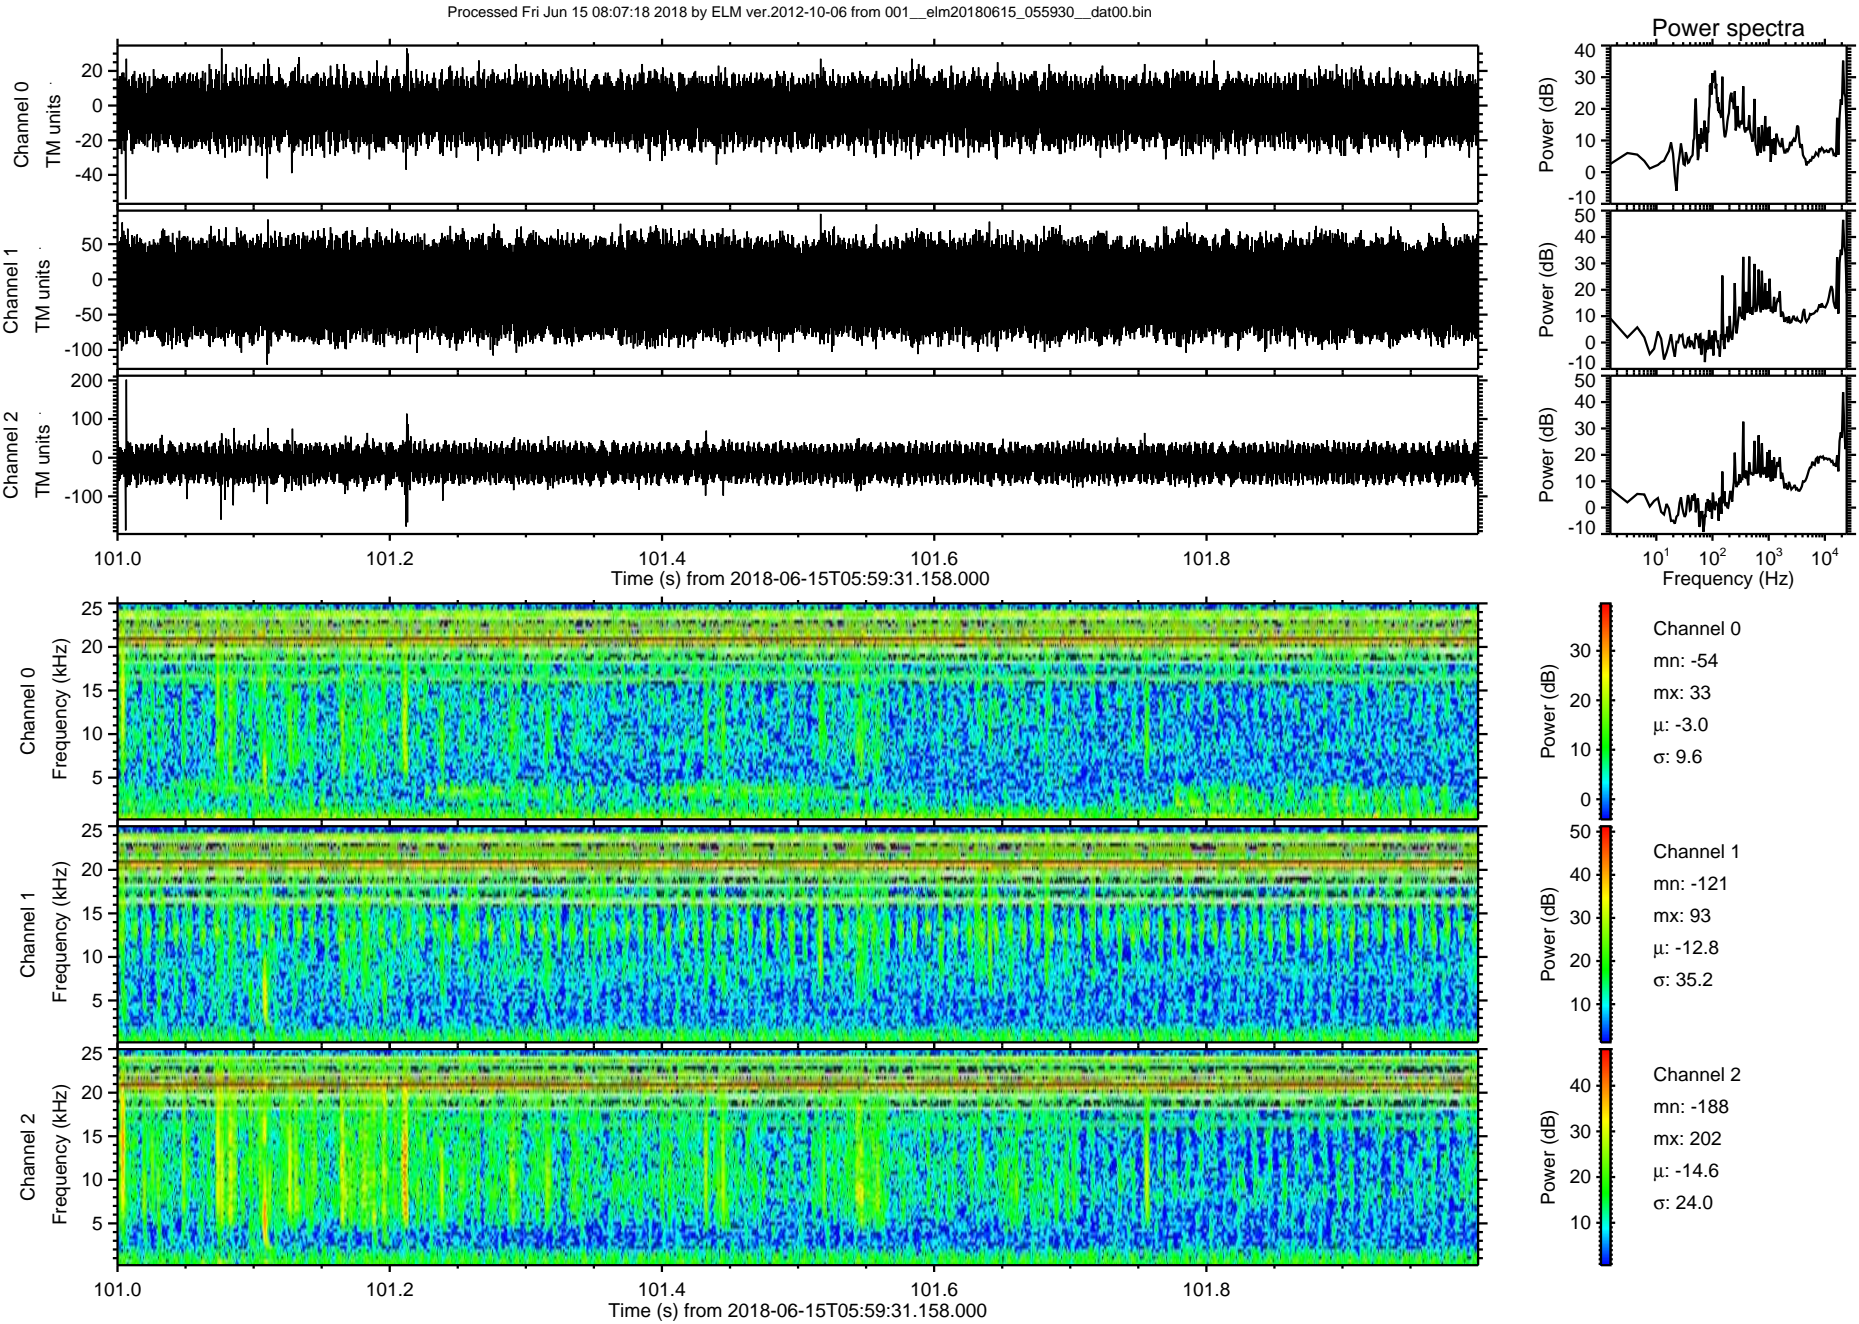 Processed Fri Jun 15 08:07:18 2018 by ELM ver.2012-10-06 from 001__elm20180615_055930__dat00.bin
Power spectra
Channel 0
TM units
20
0
-20
-40
Power (dB)
40
30
20
10
0
-10
Channel 1
TM units
50
0
-50
-100
Power (dB)
50
40
30
20
10
0
-10
Channel 2
TM units
200
100
0
-100
Power (dB)
50
40
30
20
10
0
-10
101.0 101.2 101.4 101.6 101.8
Time (s) from 2018-06-15T05:59:31.158.000
10¹ 10² 10³ 10⁴
Frequency (Hz)
Channel 0
Frequency (kHz)
25
20
15
10
5
Power (dB)
30
20
10
0
Channel 0
mn: -54
mx: 33
μ: -3.0
σ: 9.6
Channel 1
Frequency (kHz)
25
20
15
10
5
Power (dB)
50
40
30
20
10
Channel 1
mn: -121
mx: 93
μ: -12.8
σ: 35.2
Channel 2
Frequency (kHz)
25
20
15
10
5
Power (dB)
40
30
20
10
Channel 2
mn: -188
mx: 202
μ: -14.6
σ: 24.0
101.0 101.2 101.4 101.6 101.8
Time (s) from 2018-06-15T05:59:31.158.000